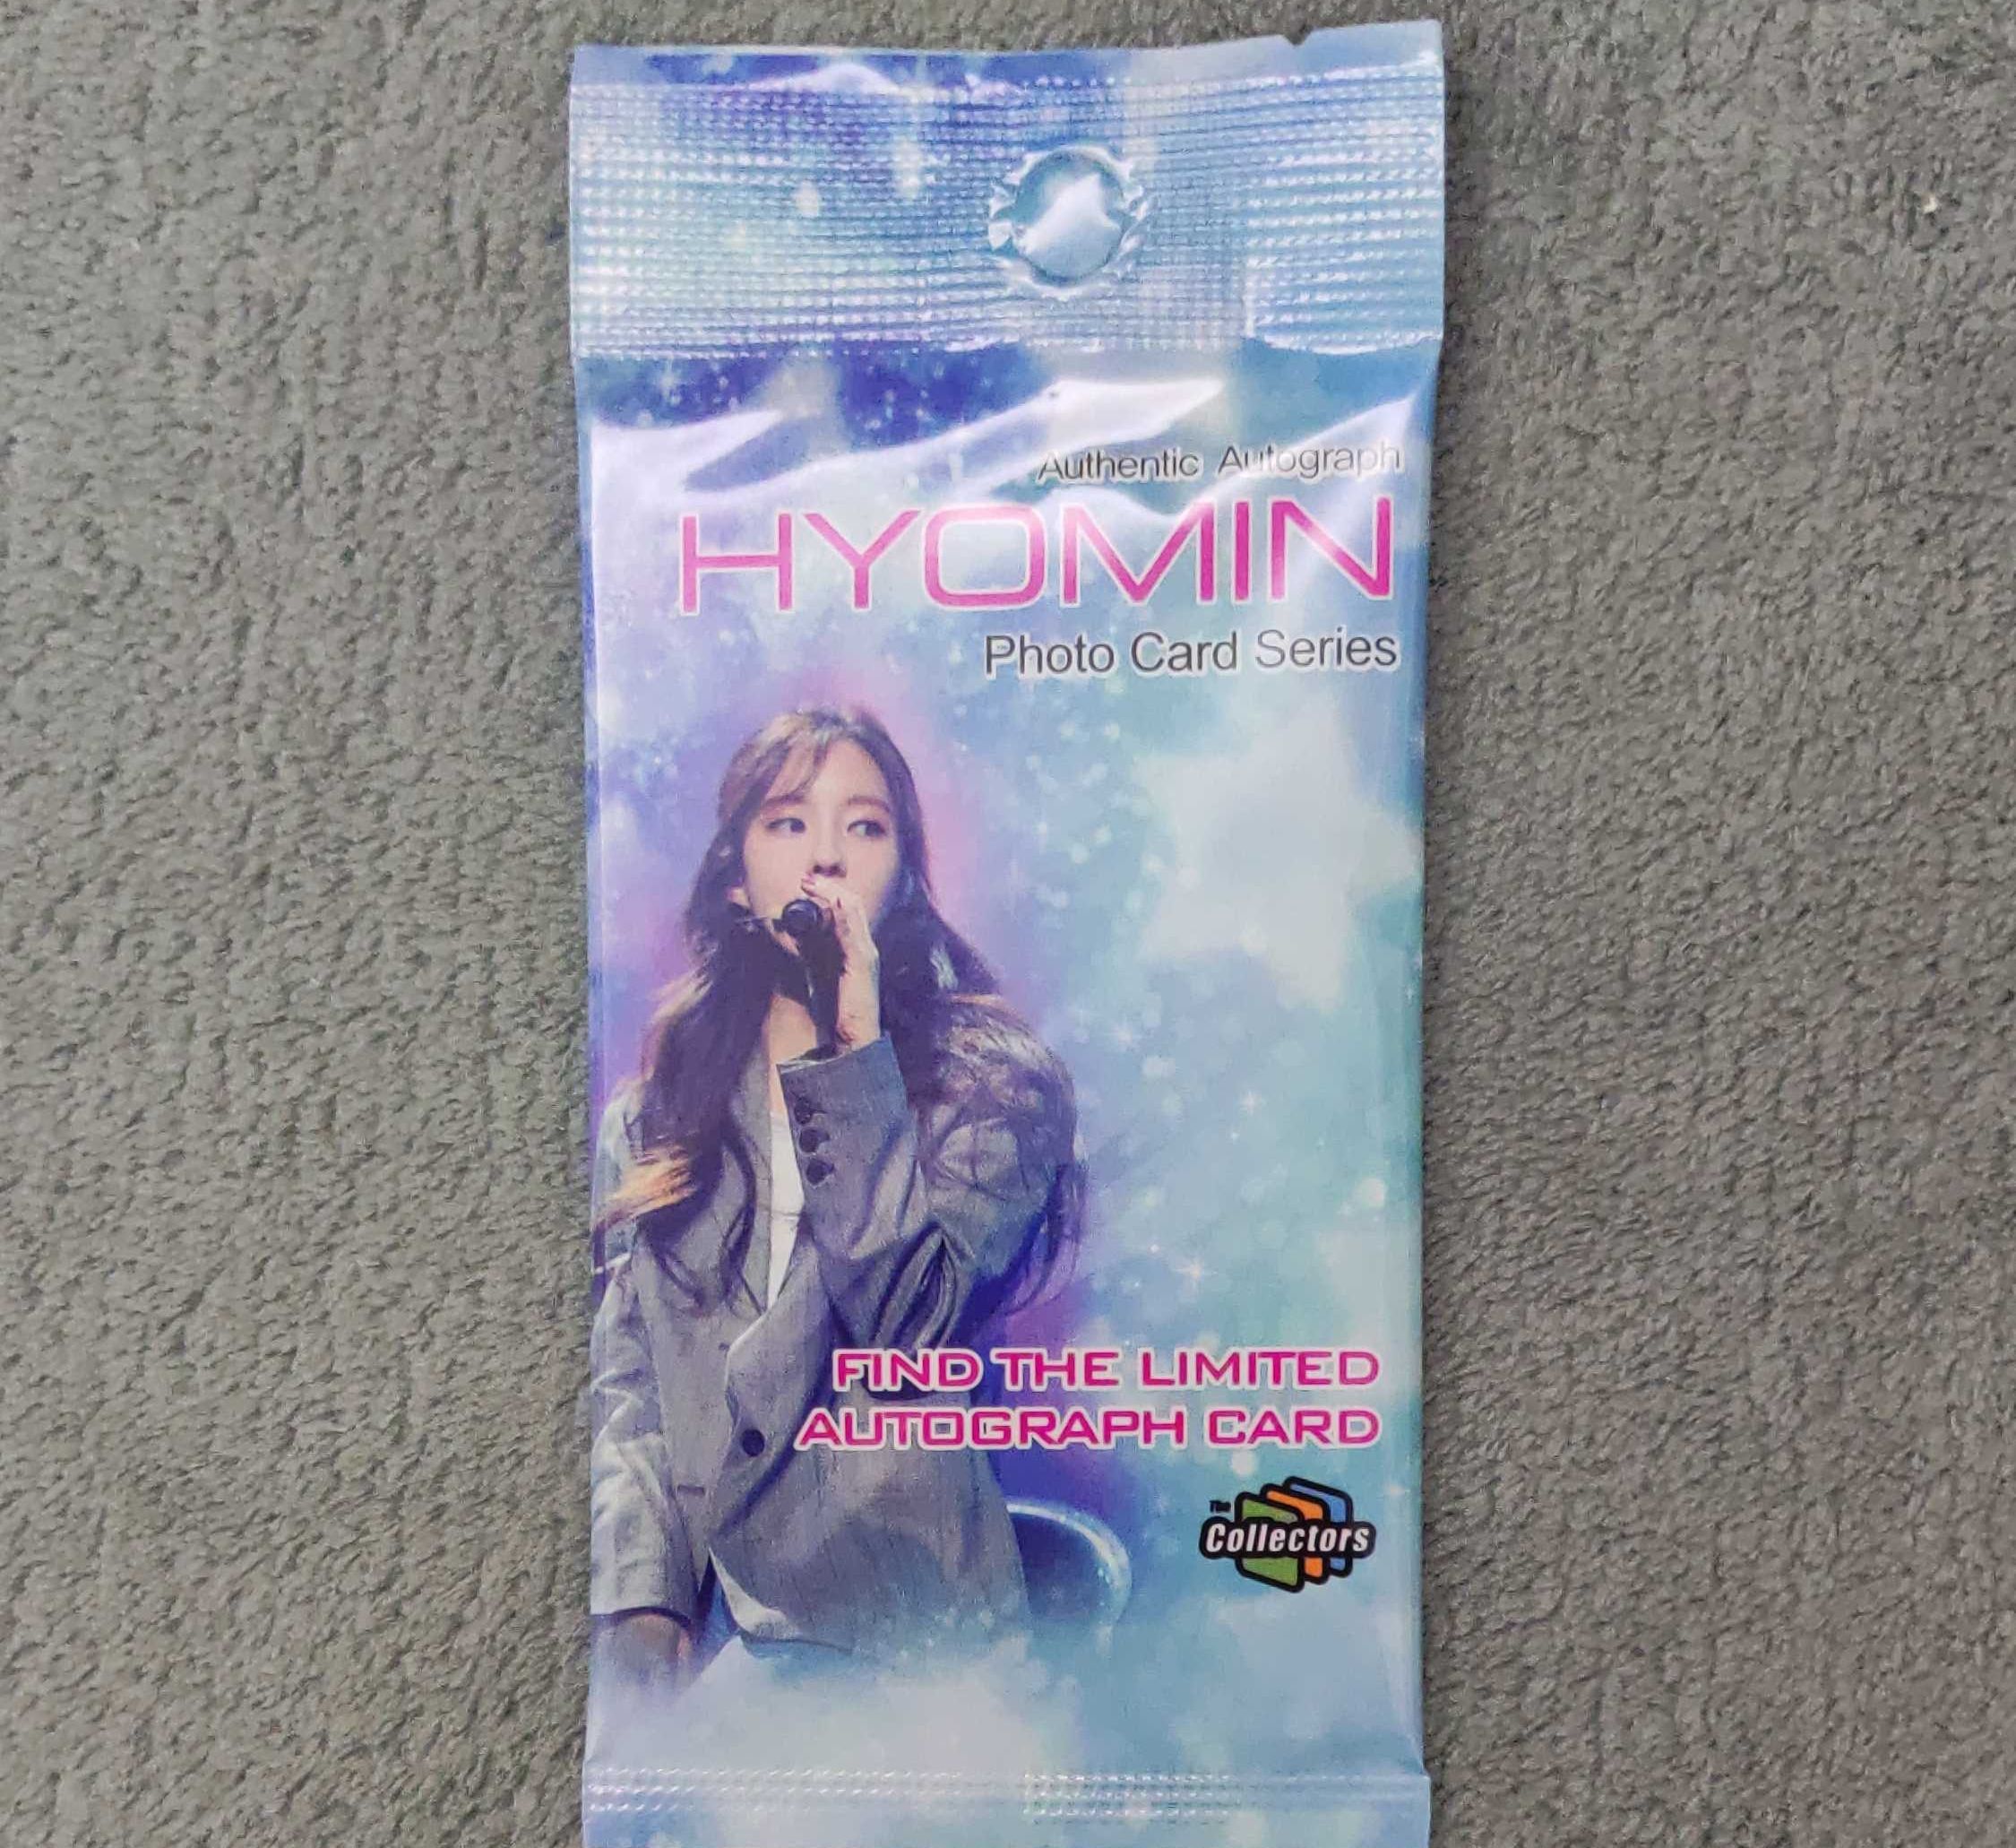 Authentic Autograph
HYOMIN
Photo Card Series
FIND THE LIMITED
AUTOGRAPH CARD
The
Collectors